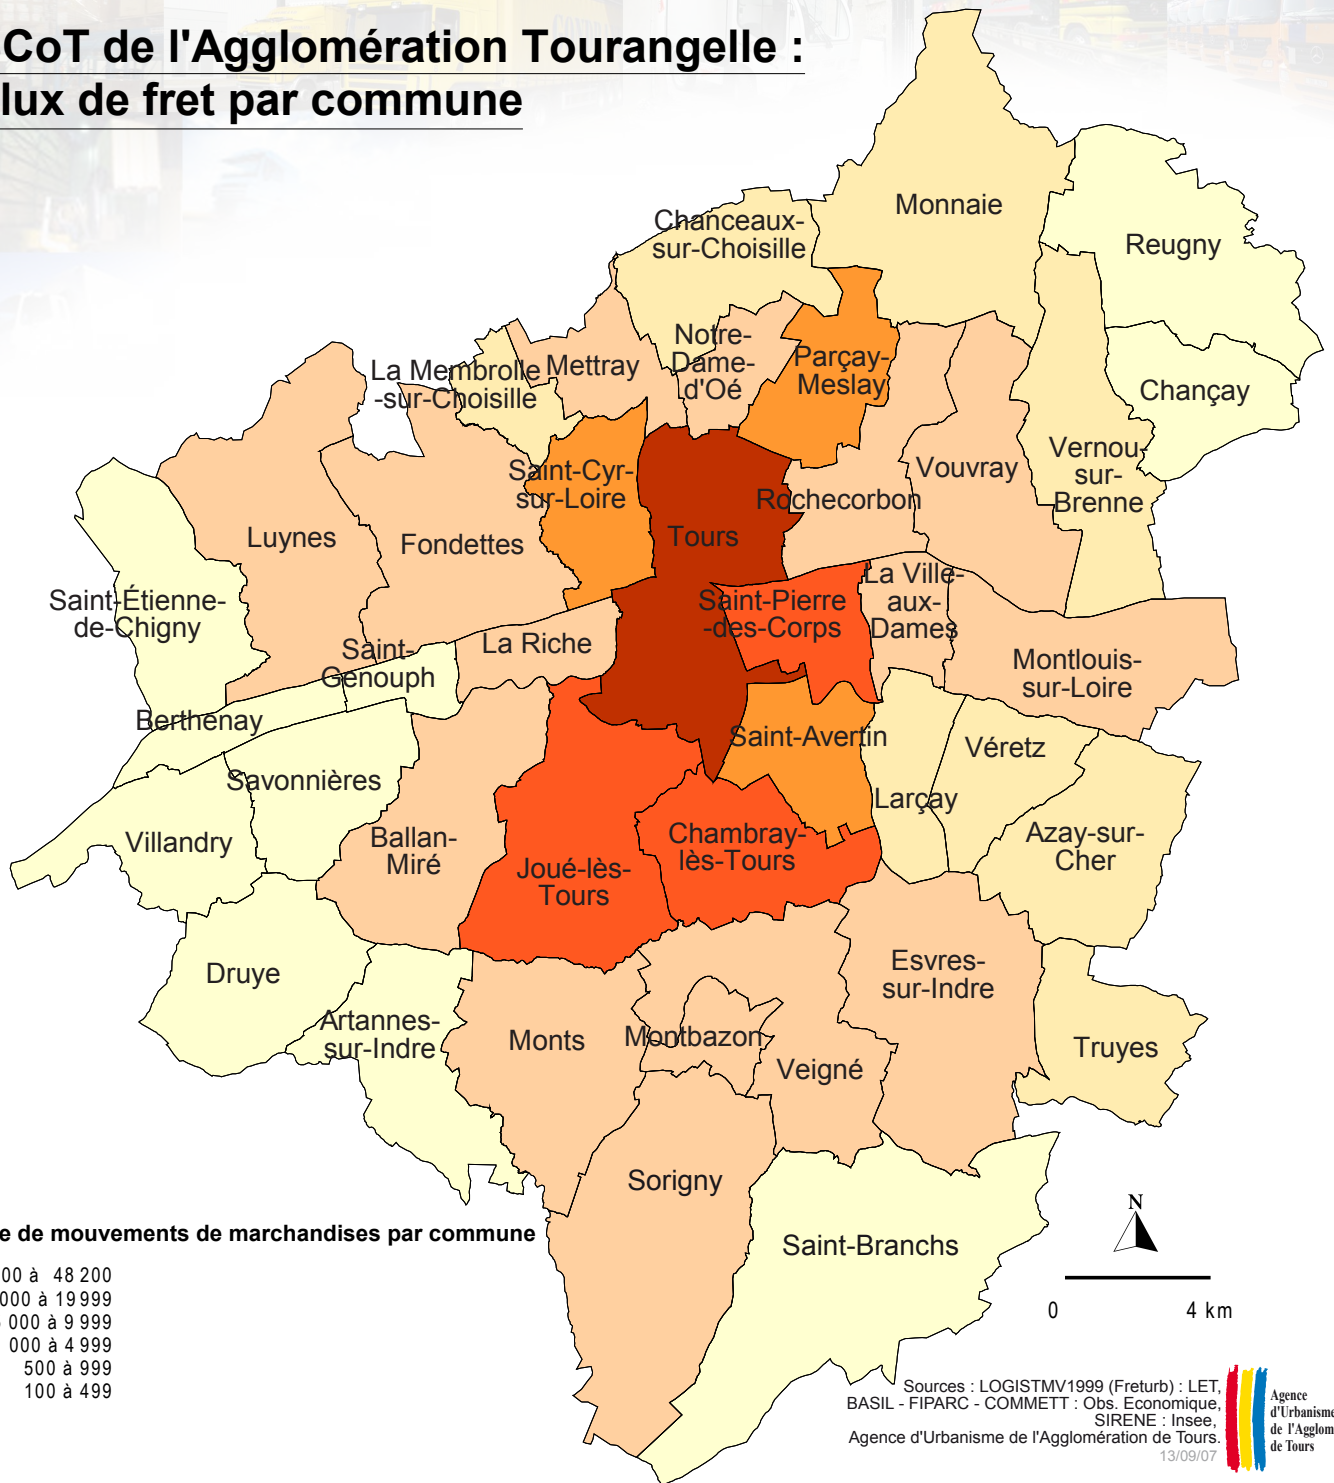 CoT de l'Agglomération Tourangelle :
lux de fret par commune
Monnaie
Reugny
Chanceaux-
sur-Choisille
Notre-
Dame-
d'Oé
Parçay-
Meslay
Chançay
La Membrolle
-sur-Choisille
Mettray
Vernou-
sur-
Brenne
Vouvray
Rochecorbon
Saint-Cyr-
sur-Loire
Tours
Luynes
Fondettes
Saint-Étienne-
de-Chigny
La Ville-
aux-
Dames
Saint-Pierre
-des-Corps
La Riche
Saint-
Genouph
Montlouis-
sur-Loire
Berthenay
Saint-Avertin
Véretz
Savonnières
Larçay
Villandry
Ballan-
Miré
Chambray-
lès-Tours
Azay-sur-
Cher
Joué-lès-
Tours
Druye
Esvres-
sur-Indre
Artannes-
sur-Indre
Monts
Montbazon
Veigné
Truyes
Sorigny
Saint-Branchs
e de mouvements de marchandises par commune
00 à 48 200
000 à 19 999
000 à 9 999
000 à 4 999
500 à 999
100 à 499
N
0 4 km
Sources : LOGISTMV1999 (Freturb) : LET,
BASIL - FIPARC - COMMETT : Obs. Economique,
SIRENE : Insee,
Agence d'Urbanisme de l'Agglomération de Tours.
13/09/07
Agence
d'Urbanisme
de l'Agglom
de Tours